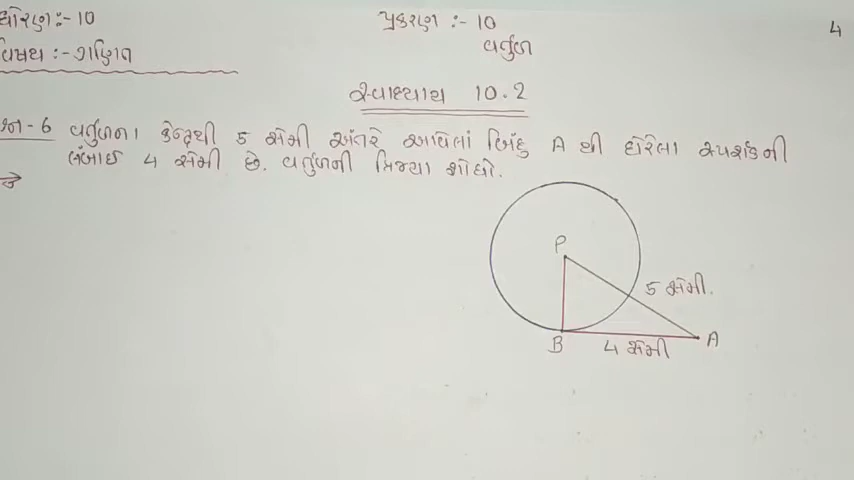 ધોરણ :- 10
પ્રકરણ :- 10
4
વિષય :- ગણિત
વર્તુળ
સ્વાધ્યાય 10.2
પ્રશ્ન-6 વર્તુળના કેન્દ્રથી 5 સેમી અંતરે આવેલાં બિંદુ A થી દોરેલા સ્પર્શકની
લંબાઈ 4 સેમી છે. વર્તુળની ત્રિજ્યા શોધો.
P
5 સેમી.
B
4 સેમી
A